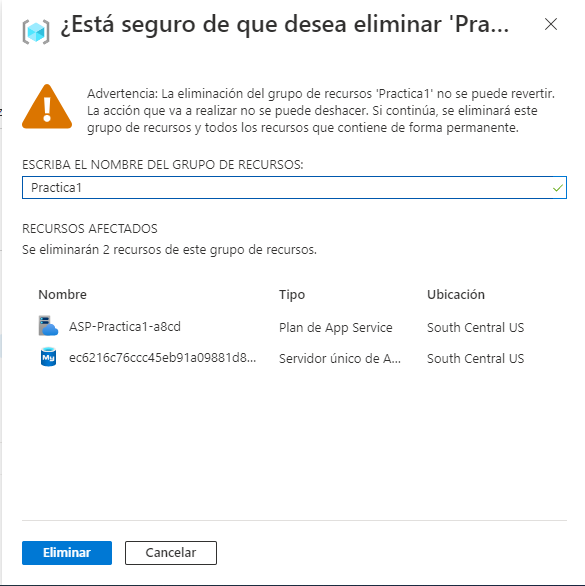 ¿Está seguro de que desea eliminar 'Pra...
Advertencia: La eliminación del grupo de recursos 'Practica1' no se puede revertir.
La acción que va a realizar no se puede deshacer. Si continúa, se eliminará este
grupo de recursos y todos los recursos que contiene de forma permanente.
ESCRIBA EL NOMBRE DEL GRUPO DE RECURSOS:
Practica1
RECURSOS AFECTADOS
Se eliminarán 2 recursos de este grupo de recursos.
Nombre Tipo Ubicación
ASP-Practica1-a8cd Plan de App Service South Central US
My ec6216c76ccc45eb91a09881d8... Servidor único de A... South Central US
Eliminar Cancelar